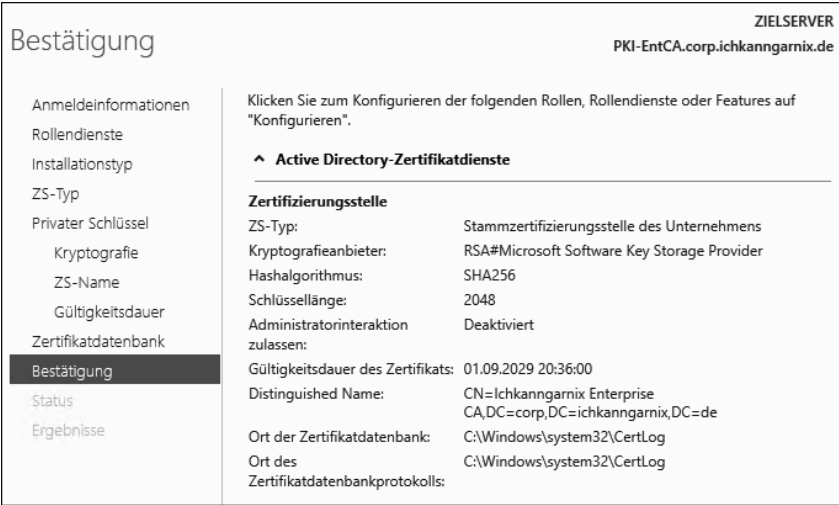 Bestätigung
ZIELSERVER
PKI-EntCA.corp.ichkanngarnix.de
Anmeldeinformationen
Rollendienste
Installationstyp
ZS-Typ
Privater Schlüssel
Kryptografie
ZS-Name
Gültigkeitsdauer
Zertifikatdatenbank
Bestätigung
Status
Ergebnisse
Klicken Sie zum Konfigurieren der folgenden Rollen, Rollendienste oder Features auf
"Konfigurieren".
Active Directory-Zertifikatdienste
Zertifizierungsstelle
ZS-Typ: Stammzertifizierungsstelle des Unternehmens
Kryptografieanbieter: RSA#Microsoft Software Key Storage Provider
Hashalgorithmus: SHA256
Schlüssellänge: 2048
Administratorinteraktion Deaktiviert
zulassen:
Gültigkeitsdauer des Zertifikats: 01.09.2029 20:36:00
Distinguished Name: CN=Ichkanngarnix Enterprise
CA,DC=corp,DC=ichkanngarnix,DC=de
Ort der Zertifikatdatenbank: C:\Windows\system32\CertLog
Ort des C:\Windows\system32\CertLog
Zertifikatdatenbankprotokolls: